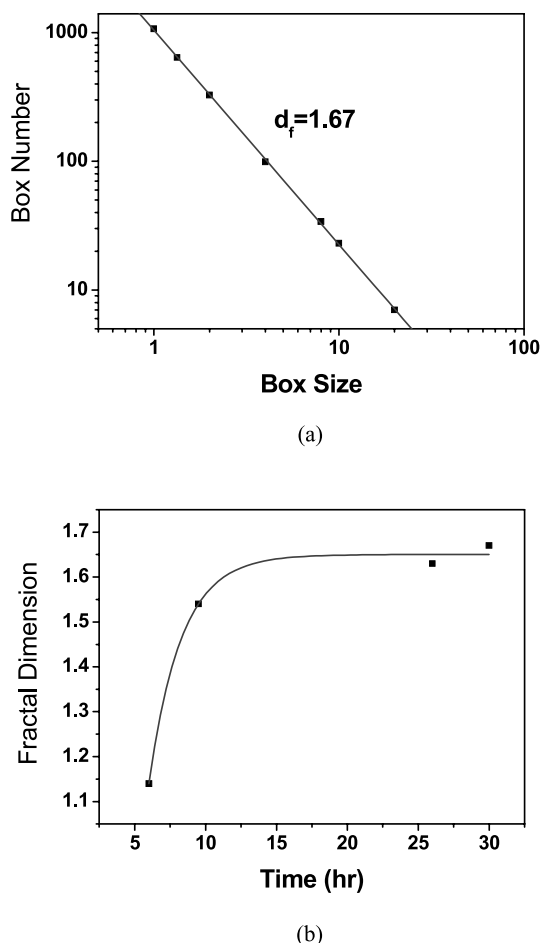 1000
100
10
Box Number
d_f=1.67
1 10 100
Box Size
(a)
1.7
1.6
1.5
1.4
1.3
1.2
1.1
Fractal Dimension
5 10 15 20 25 30
Time (hr)
(b)